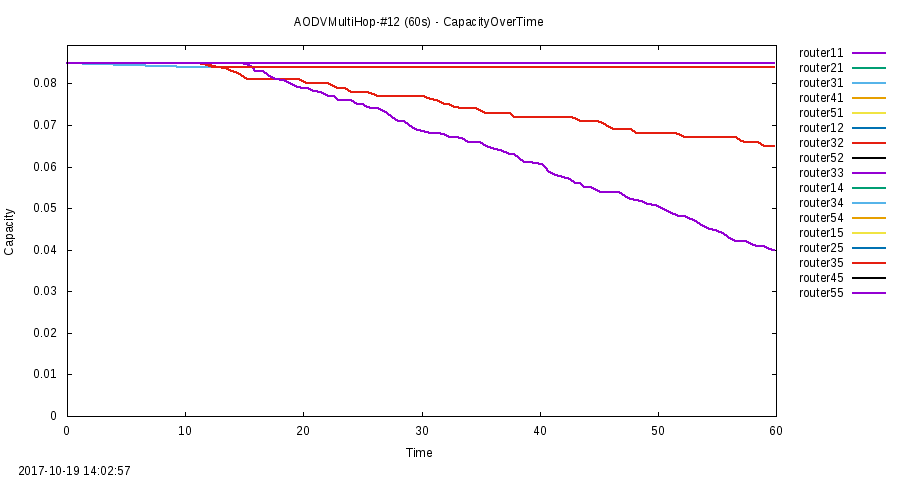 AODVMultiHop-#12 (60s) - CapacityOverTime
router11
router21
router31
router41
router51
router12
router32
router52
router33
router14
router34
router54
router15
router25
router35
router45
router55
0.08
0.07
0.06
0.05
0.04
0.03
0.02
0.01
0
Capacity
0 10 20 30 40 50 60
Time
2017-10-19 14:02:57